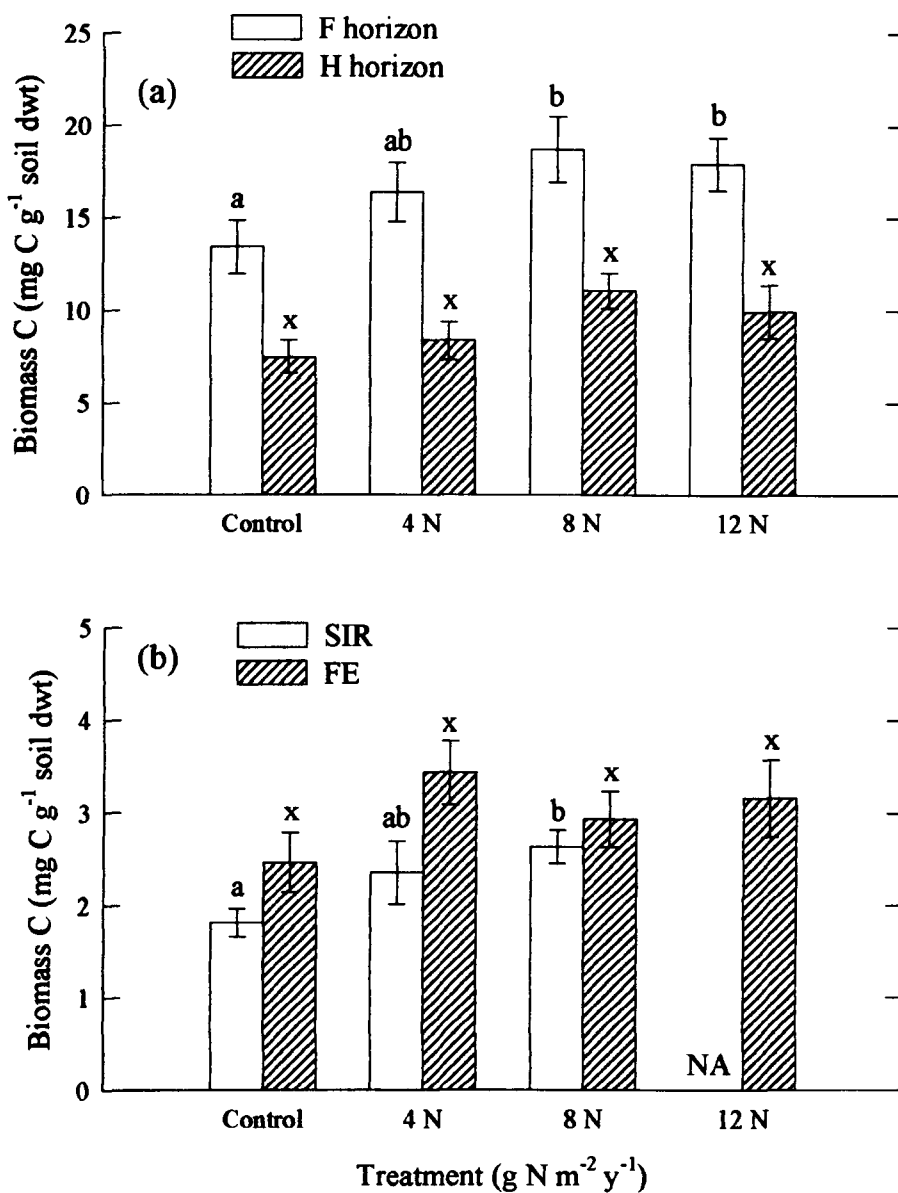 F horizon
H horizon
(a)
Biomass C (mg C g⁻¹ soil dwt)
25
20
15
10
5
0
a
x
ab
x
b
x
b
x
Control 4 N 8 N 12 N
SIR
FE
(b)
Biomass C (mg C g⁻¹ soil dwt)
5
4
3
2
1
0
a
x
ab
x
b
x
NA
x
Control 4 N 8 N 12 N
Treatment (g N m⁻² y⁻¹)